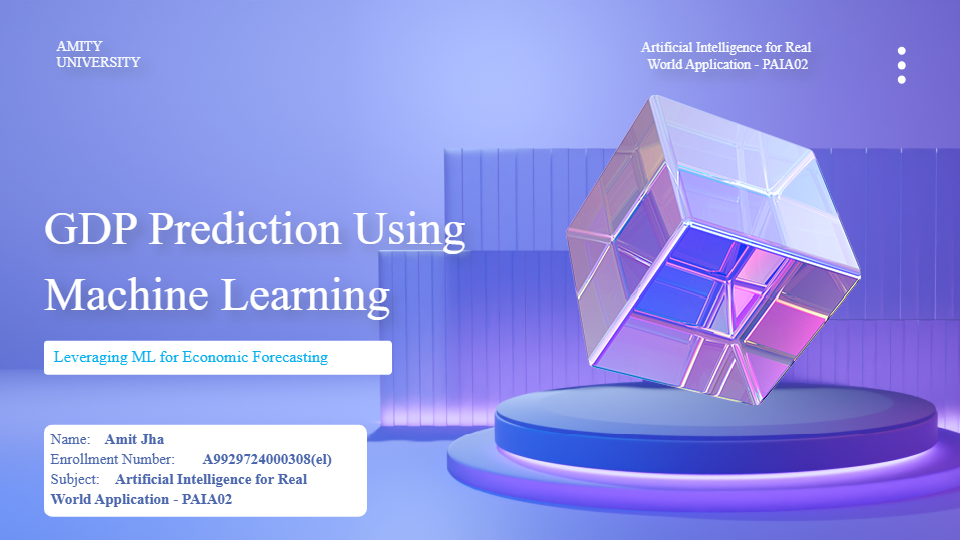 AMITY
UNIVERSITY
Artificial Intelligence for Real
World Application - PAIA02
GDP Prediction Using
Machine Learning
Leveraging ML for Economic Forecasting
Name: Amit Jha
Enrollment Number: A9929724000308(el)
Subject: Artificial Intelligence for Real
World Application - PAIA02